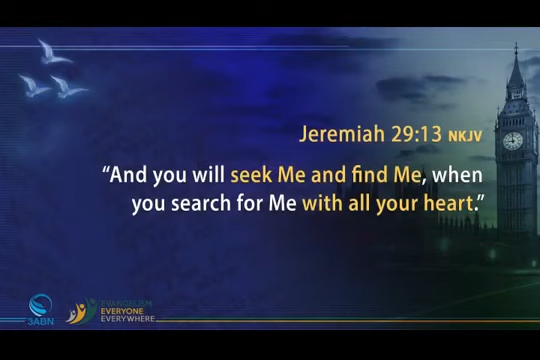 Jeremiah 29:13 NKJV
“And you will seek Me and find Me, when
you search for Me with all your heart.”
3ABN
EVANGELISM
EVERYONE
EVERYWHERE